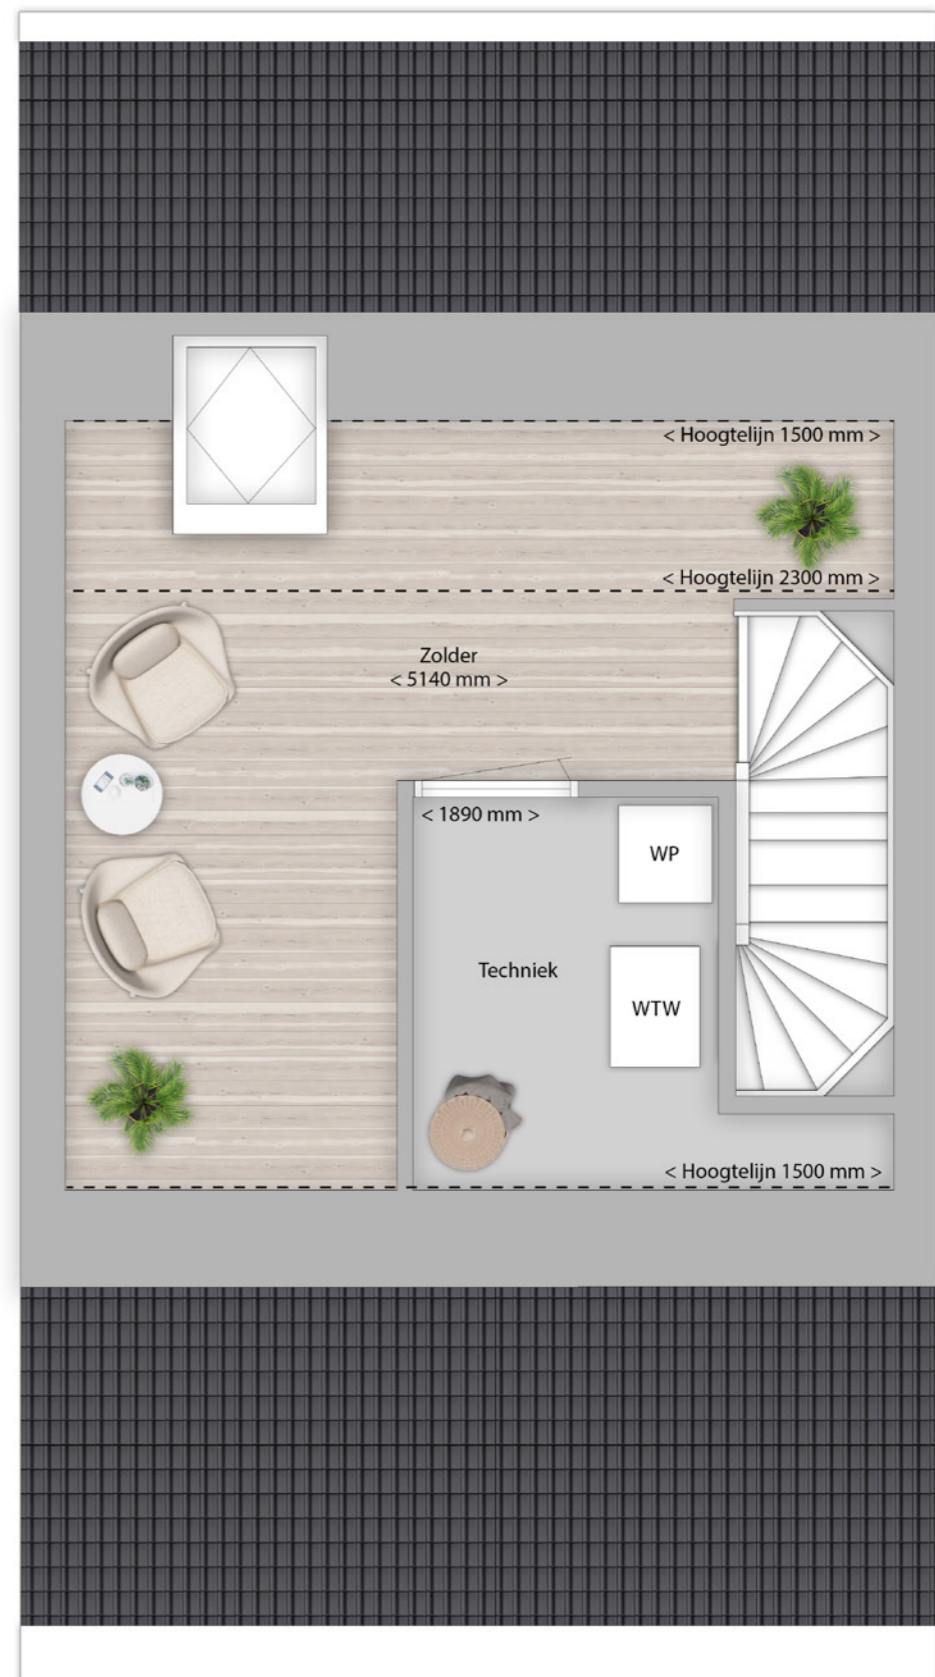 < Hoogtelijn 1500 mm >
< Hoogtelijn 2300 mm >
Zolder
< 5140 mm >
< 1890 mm >
WP
Techniek
WTW
< Hoogtelijn 1500 mm >